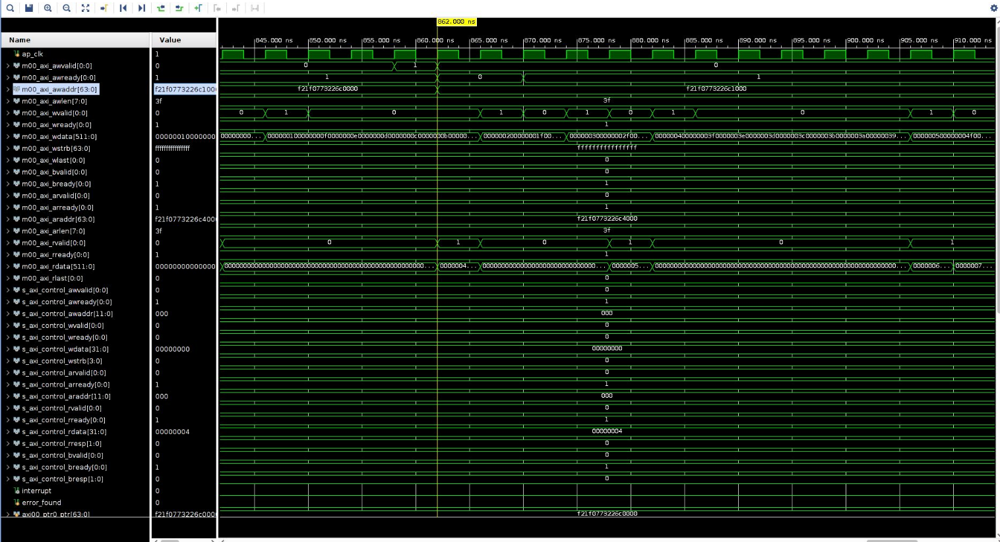 862.000 ns
Name Value 845.000 ns 850.000 ns 855.000 ns 860.000 ns 865.000 ns 870.000 ns 875.000 ns 880.000 ns 885.000 ns 890.000 ns 895.000 ns 900.000 ns 905.000 ns 910.000 ns
ap_clk 1
m00_axi_awvalid[0:0] 0 0 1 0
m00_axi_awready[0:0] 1 1 0 1
m00_axi_awaddr[63:0] f21f0773226c100 f21f0773226c0000 f21f0773226c1000
m00_axi_awlen[7:0] 3f 3f
m00_axi_wvalid[0:0] 0 0 1 0 1 0 1 0 1 0 1 0
m00_axi_wready[0:0] 1 1
m00_axi_wdata[511:0] 00000010000000 00000000... 000000100000000f0000000e0000000d0000000c0000000b00000... 000000200000001f00... 000000300000002f00... 000000400000003f0000003e0000003d0000003c0000003b0000003a00000039... 000000500000004f00...
m00_axi_wstrb[63:0] ffffffffffffffff ffffffffffffffff
m00_axi_wlast[0:0] 0 0
m00_axi_bvalid[0:0] 0 0
m00_axi_bready[0:0] 1 1
m00_axi_arvalid[0:0] 0 0
m00_axi_arready[0:0] 1 1
m00_axi_araddr[63:0] f21f0773226c400 f21f0773226c4000
m00_axi_arlen[7:0] 3f 3f
m00_axi_rvalid[0:0] 0 0 1 0 1 0 1
m00_axi_rready[0:0] 1 1
m00_axi_rdata[511:0] 00000000000000 000000000000000000000000000000000000000000000000... 0000004... 00000000000000000000000000000... 0000005... 00000000000000000000000000000000000000000000000000000000... 0000006... 0000007...
m00_axi_rlast[0:0] 0 0
s_axi_control_awvalid[0:0] 0 0
s_axi_control_awready[0:0] 1 1
s_axi_control_awaddr[11:0] 000 000
s_axi_control_wvalid[0:0] 0 0
s_axi_control_wready[0:0] 0 0
s_axi_control_wdata[31:0] 00000000 00000000
s_axi_control_wstrb[3:0] 0 0
s_axi_control_arvalid[0:0] 0 0
s_axi_control_arready[0:0] 1 1
s_axi_control_araddr[11:0] 000 000
s_axi_control_rvalid[0:0] 0 0
s_axi_control_rready[0:0] 1 1
s_axi_control_rdata[31:0] 00000004 00000004
s_axi_control_rresp[1:0] 0 0
s_axi_control_bvalid[0:0] 0 0
s_axi_control_bready[0:0] 1 1
s_axi_control_bresp[1:0] 0 0
interrupt 0
error_found 0
axi00_ptr0_ptr[63:0] f21f0773226c000 f21f0773226c0000